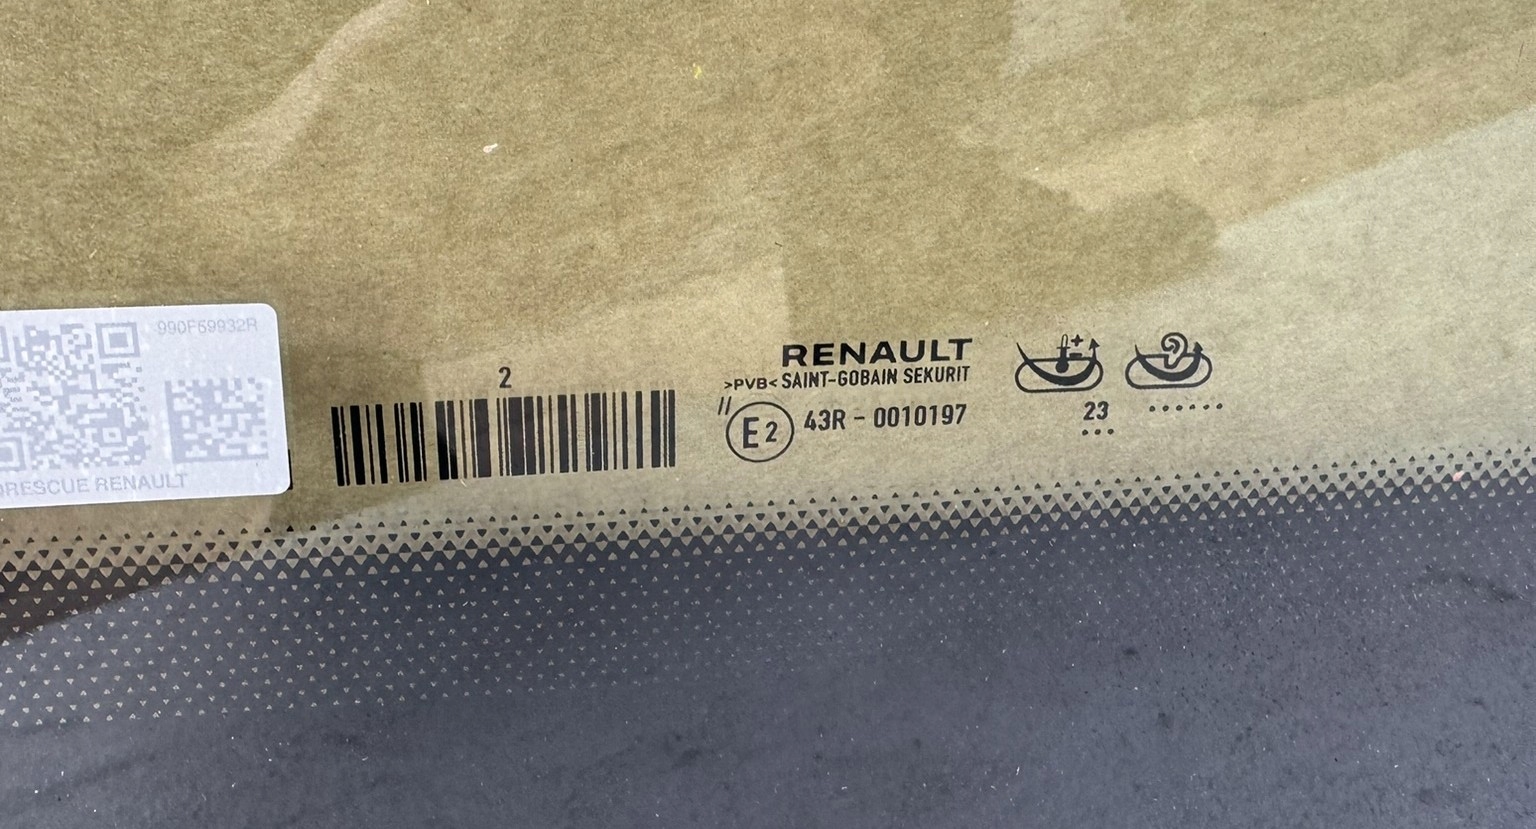 990F69932R
RESCUE RENAULT
2
RENAULT
>PVB< SAINT-GOBAIN SEKURIT
//
E2 43R - 0010197
23